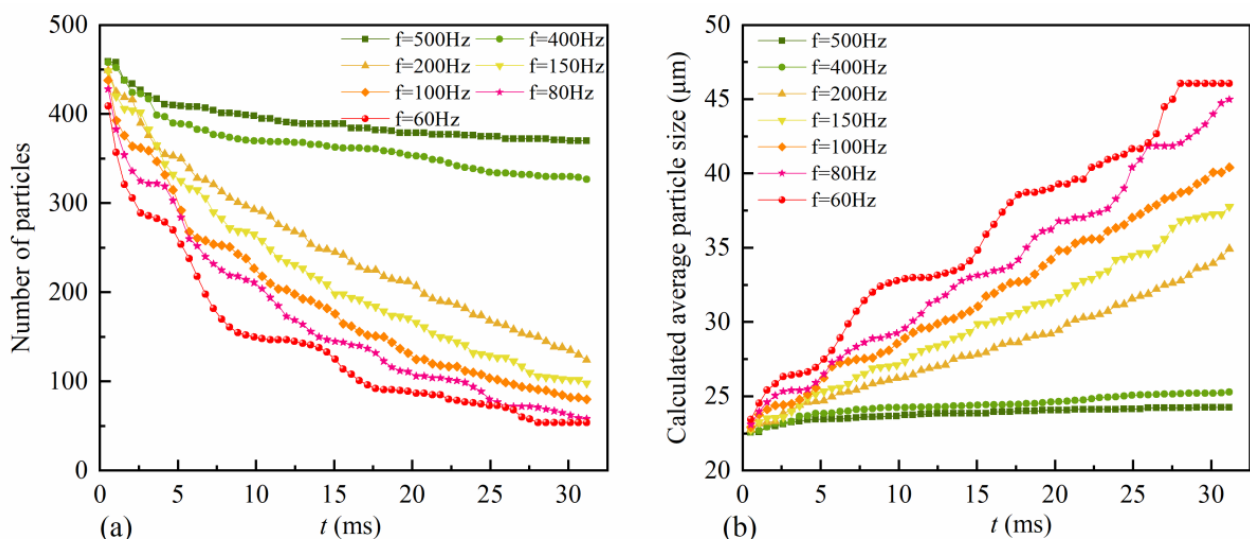 500
400
300
200
100
0
Number of particles
f=500Hz f=400Hz
f=200Hz f=150Hz
f=100Hz f=80Hz
f=60Hz
0 5 10 15 20 25 30
(a) t (ms)
50
45
40
35
30
25
20
Calculated average particle size (μm)
f=500Hz
f=400Hz
f=200Hz
f=150Hz
f=100Hz
f=80Hz
f=60Hz
0 5 10 15 20 25 30
(b) t (ms)